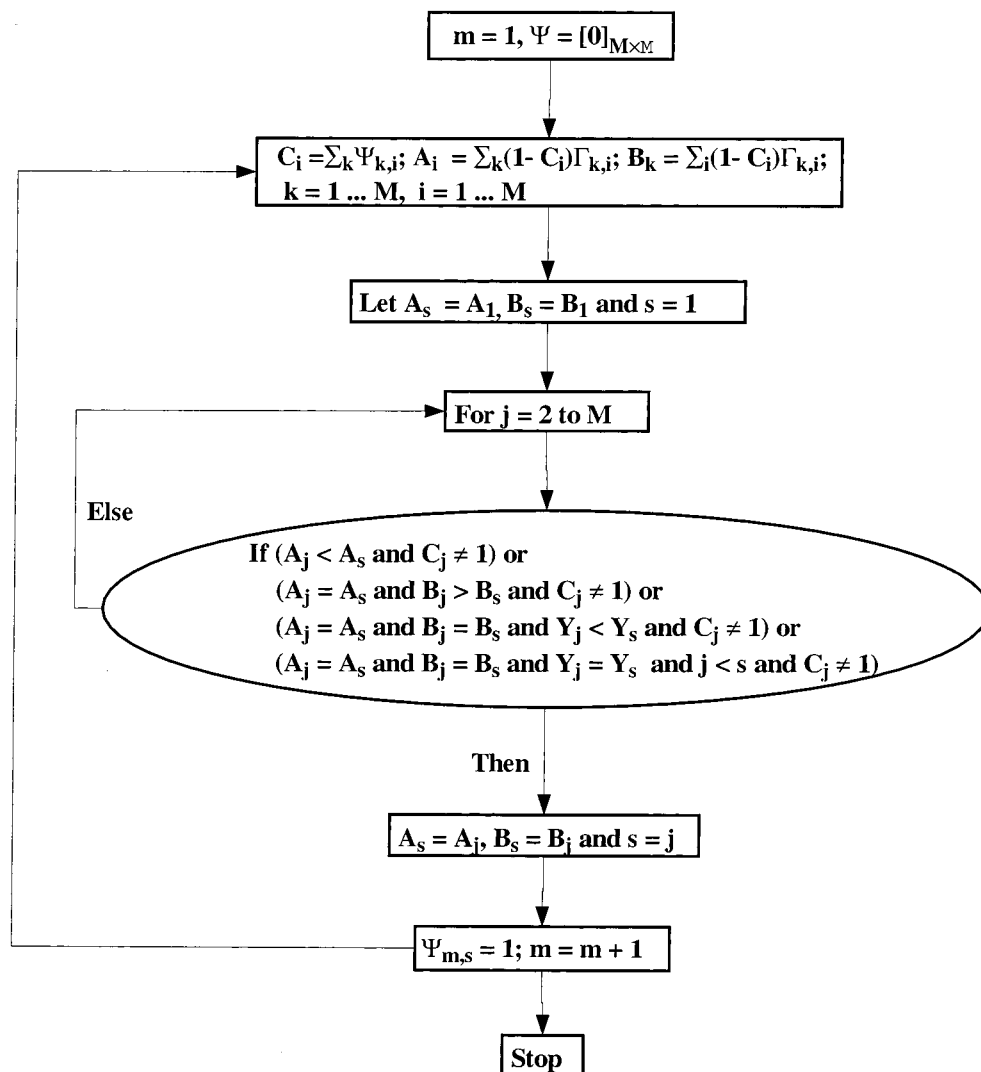 m = 1, Ψ = [0]M×M
Ci =∑kΨk,i; Ai = ∑k(1- Ci)Γk,i; Bk = ∑i(1- Ci)Γk,i;
k = 1 ... M, i = 1 ... M
Let As = A1, Bs = B1 and s = 1
For j = 2 to M
Else
If (Aj < As and Cj ≠ 1) or
(Aj = As and Bj > Bs and Cj ≠ 1) or
(Aj = As and Bj = Bs and Yj < Ys and Cj ≠ 1) or
(Aj = As and Bj = Bs and Yj = Ys and j < s and Cj ≠ 1)
Then
As = Aj, Bs = Bj and s = j
Ψm,s = 1; m = m + 1
Stop